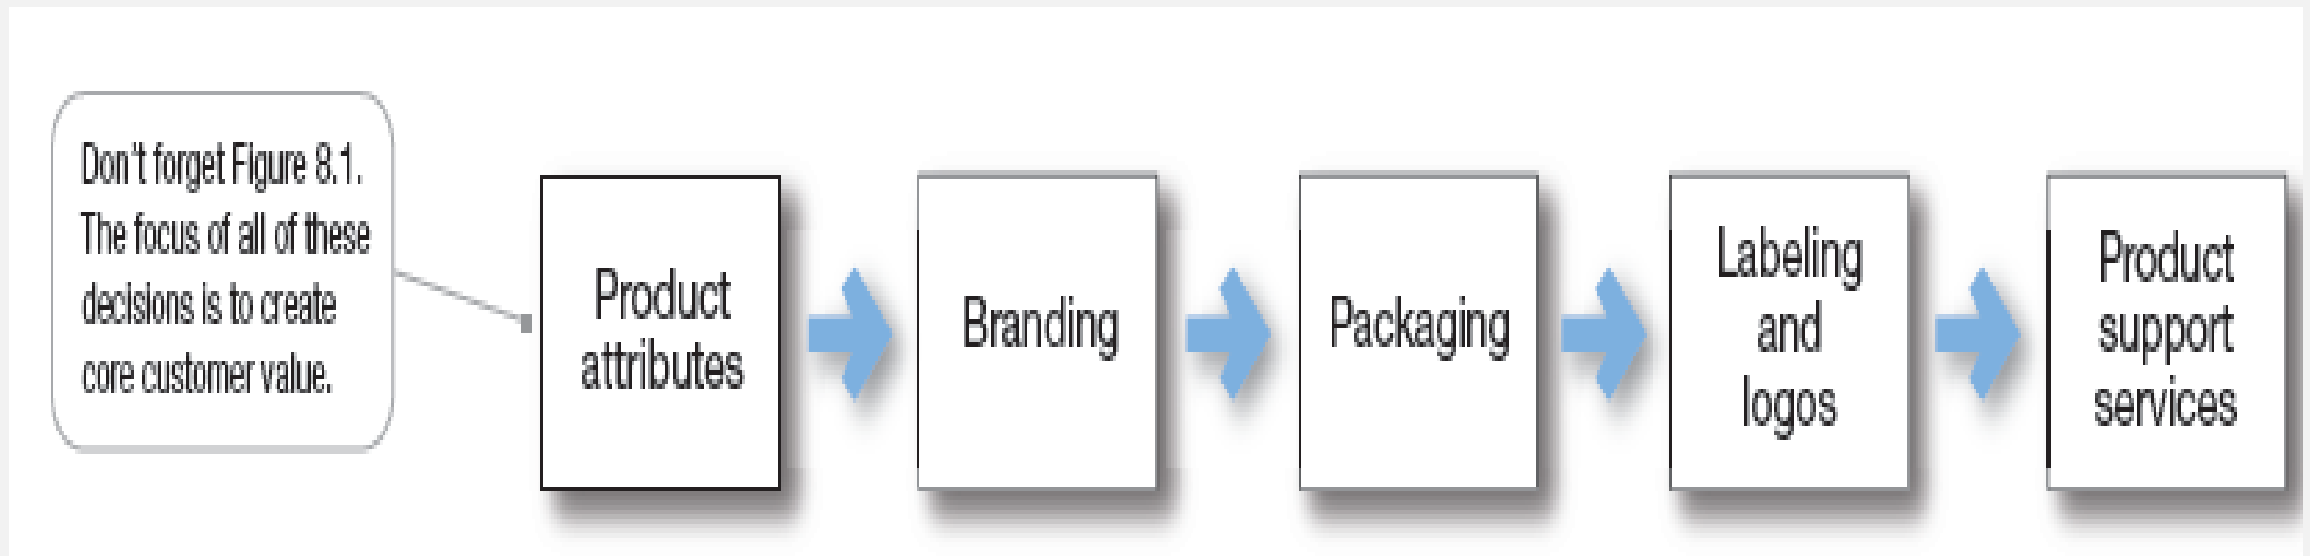 Don't forget Figure 8.1.
The focus of all of these
decisions is to create
core customer value.
Product
attributes
Branding
Packaging
Labeling
and
logos
Product
support
services